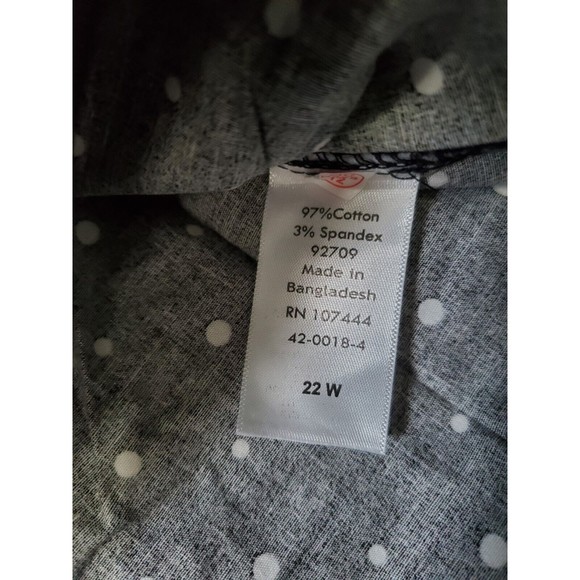 97%Cotton
3% Spandex
92709
Made in
Bangladesh
RN 107444
42-0018-4
22 W